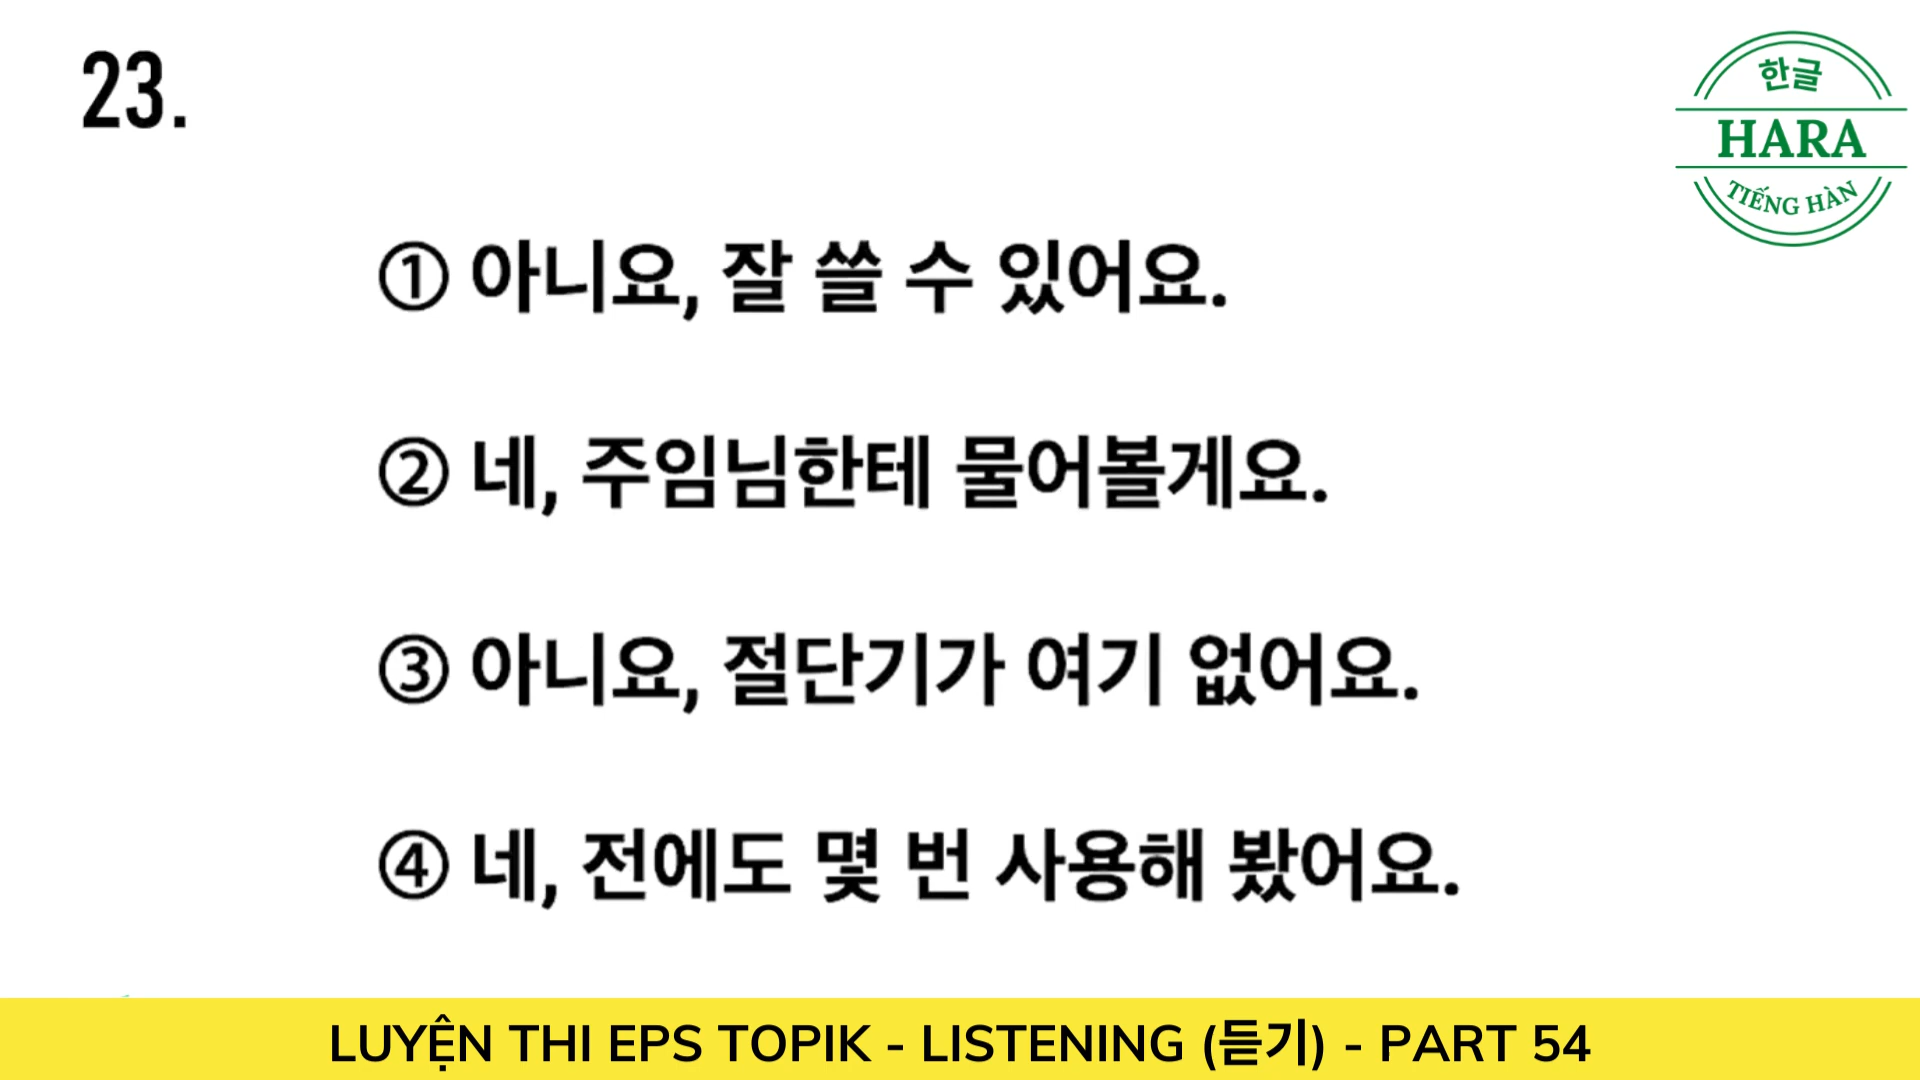 23.
한글
HARA
TIẾNG HÀN
① 아니요, 잘 쓸 수 있어요.
② 네, 주임님한테 물어볼게요.
③ 아니요, 절단기가 여기 없어요.
④ 네, 전에도 몇 번 사용해 봤어요.
LUYỆN THI EPS TOPIK - LISTENING (듣기) - PART 54